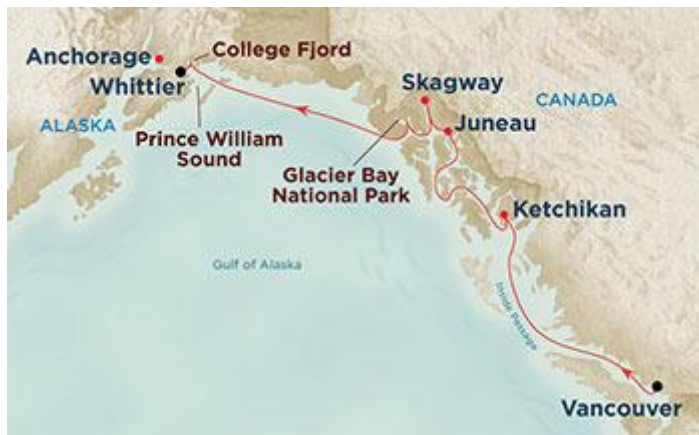 College Fjord
Anchorage
Whittier
ALASKA
Prince William
Sound
Skagway
CANADA
Juneau
Glacier Bay
National Park
Ketchikan
Gulf of Alaska
Inside Passage
Vancouver